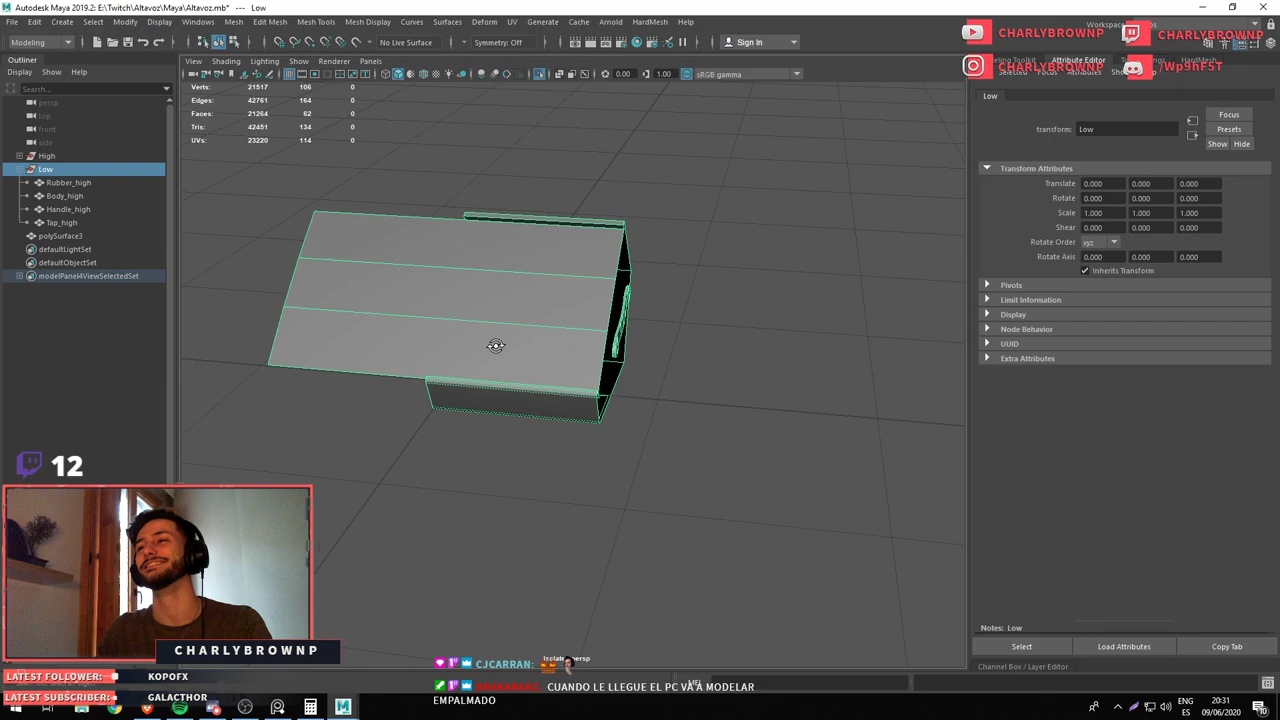 Autodesk Maya 2019.2: E:\Twitch\Altavoz\Maya\Altavoz.mb* --- Low
File Edit Create Select Modify Display Windows Mesh Edit Mesh Mesh Tools Mesh Display Curves Surfaces Deform UV Generate Cache Arnold HardMesh Help
Modeling
No Live Surface
Symmetry: Off
Sign In
CHARLYBROWNP
CHARLYBROWNP
CHARLYBROWNP
/Wp9hF5T
Outliner
Display Show Help
Search...
persp
top
front
side
High
Low
Rubber_high
Body_high
Handle_high
Tap_high
polySurface3
defaultLightSet
defaultObjectSet
modelPanel4ViewSelectedSet
View Shading Lighting Show Renderer Panels
0.00 1.00 sRGB gamma
Verts: 21517 106 0
Edges: 42761 164 0
Faces: 21264 62 0
Tris: 42451 134 0
UVs: 23220 114 0
Attribute Editor
Low
transform: Low
Focus
Presets
Show Hide
Transform Attributes
Translate 0.000 0.000 0.000
Rotate 0.000 0.000 0.000
Scale 1.000 1.000 1.000
Shear 0.000 0.000 0.000
Rotate Order xyz
Rotate Axis 0.000 0.000 0.000
Inherits Transform
Pivots
Limit Information
Display
Node Behavior
UUID
Extra Attributes
Notes: Low
Select Load Attributes Copy Tab
Channel Box / Layer Editor
12
CHARLYBROWNP
LATEST FOLLOWER: KOPOFX
LATEST SUBSCRIBER: GALACTHOR
CJCARRAN:
CUANDO LE LLEGUE EL PC VA A MODELAR
EMPALMADO
MEL
ENG
ES
20:31
09/06/2020